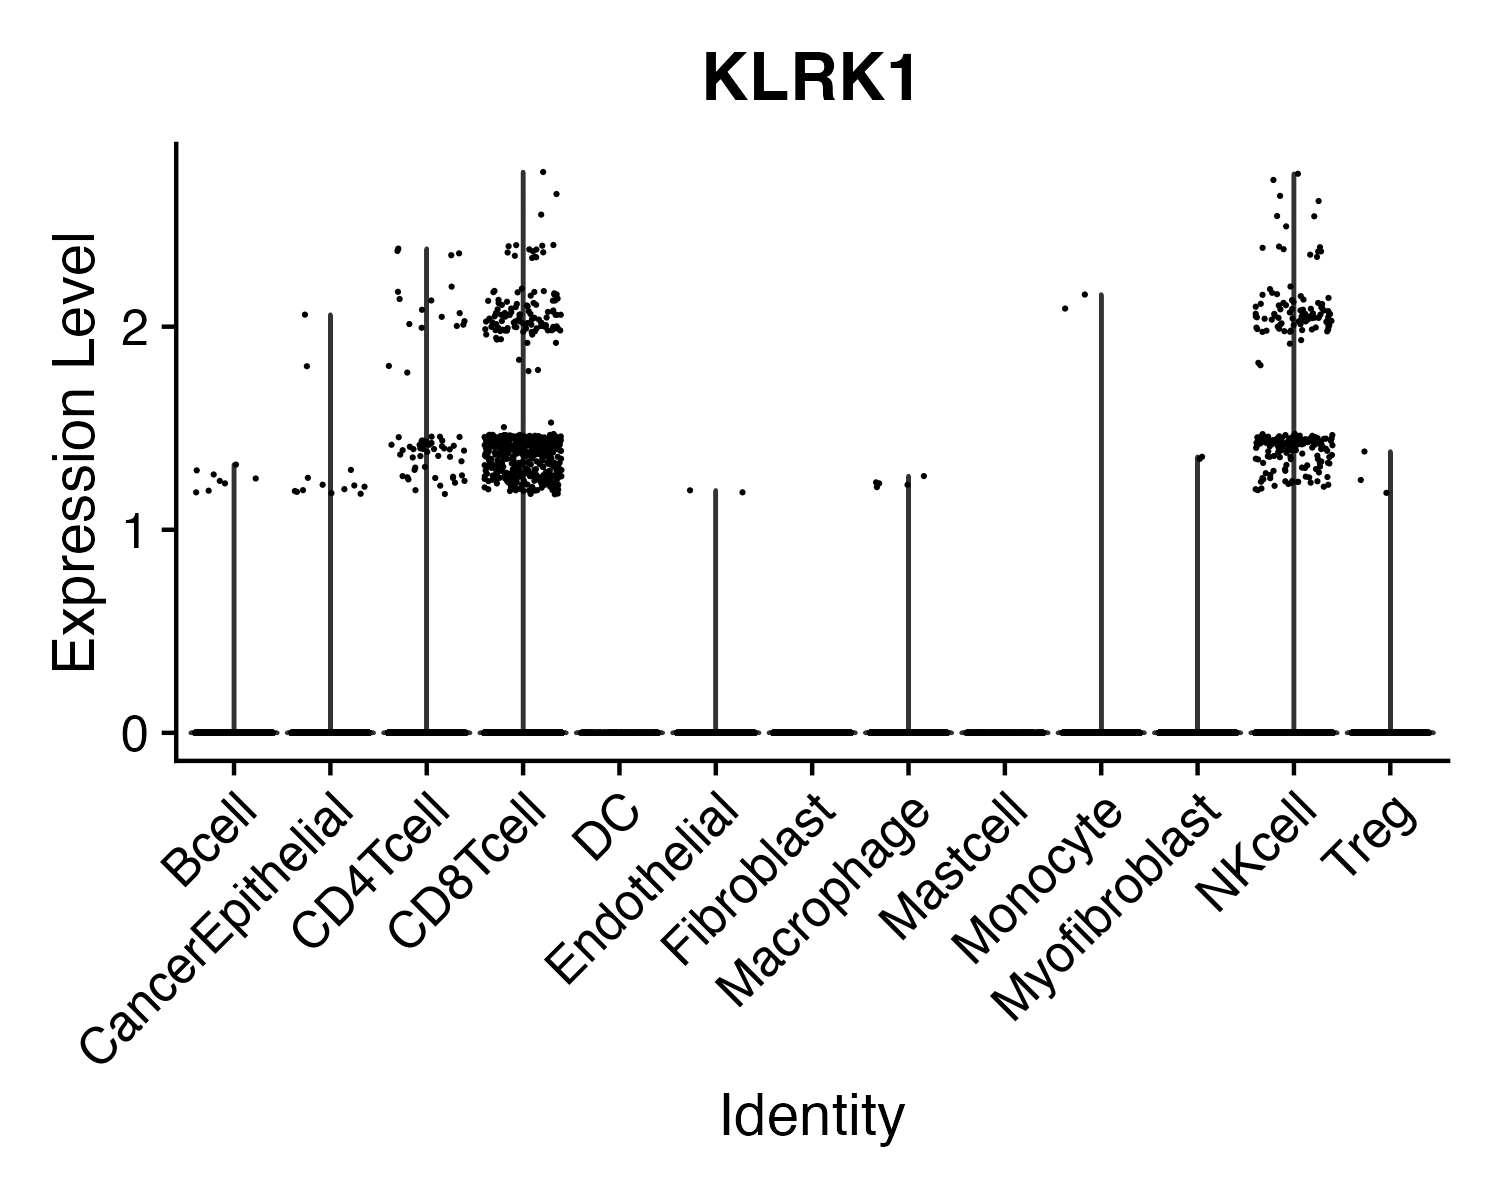 KLRK1
Expression Level
2
1
0
Bcell
CancerEpithelial
CD4Tcell
CD8Tcell
DC
Endothelial
Fibroblast
Macrophage
Mastcell
Monocyte
Myofibroblast
NKcell
Treg
Identity